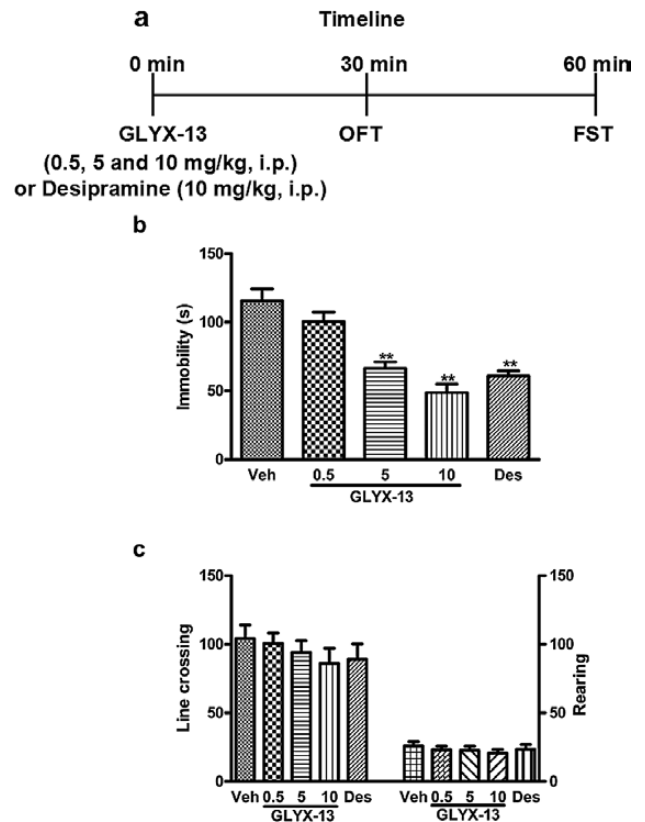 a
Timeline
0 min 30 min 60 min
GLYX-13 OFT FST
(0.5, 5 and 10 mg/kg, i.p.)
or Desipramine (10 mg/kg, i.p.)
b
150
100
50
0
Immobility (s)
** ** **
Veh 0.5 5 10 Des
GLYX-13
c
150 150
100 100
50 50
0 0
Line crossing
Rearing
Veh 0.5 5 10 Des Veh 0.5 5 10 Des
GLYX-13 GLYX-13